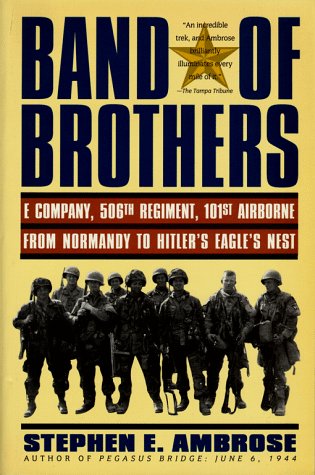 BAND OF
"An incredible
trek, and Ambrose
brilliantly
illuminates every
mile of it."
—The Tampa Tribune
BROTHERS
E COMPANY, 506TH REGIMENT, 101ST AIRBORNE
FROM NORMANDY TO HITLER'S EAGLE'S NEST
STEPHEN E. AMBROSE
AUTHOR OF PEGASUS BRIDGE: JUNE 6, 1944